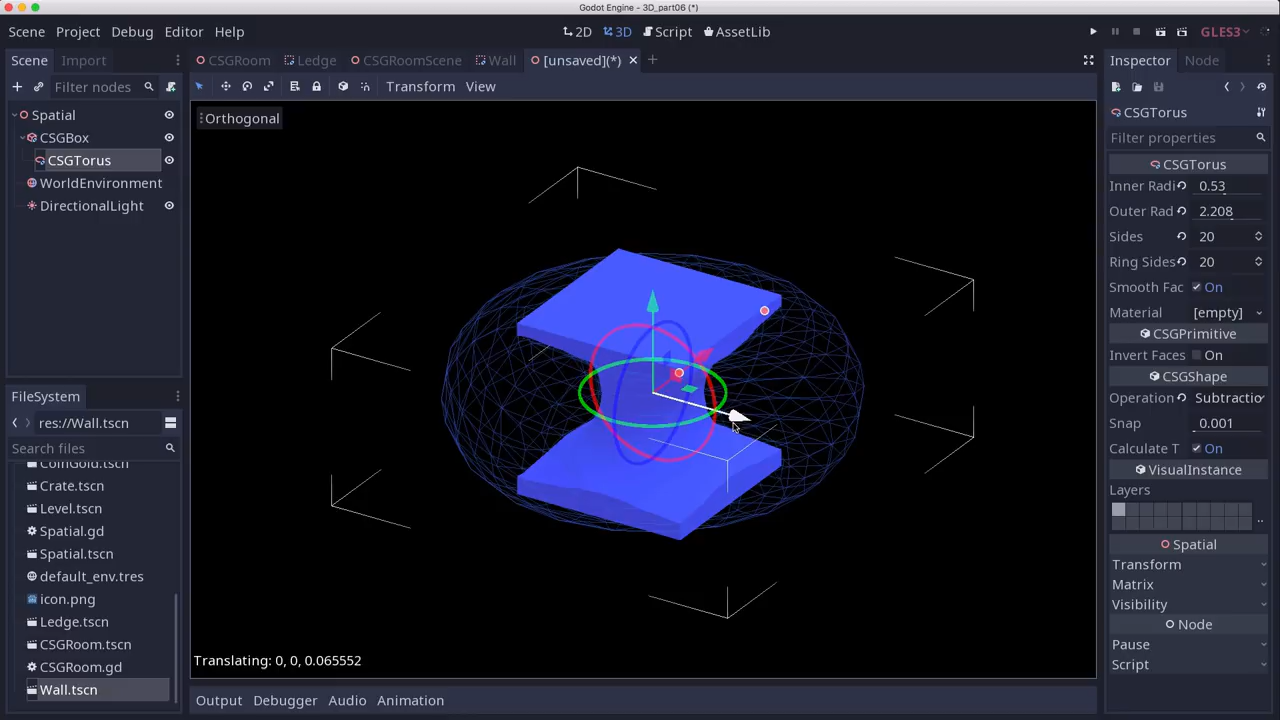 Godot Engine - 3D_part06 (*)
Scene Project Debug Editor Help
2D 3D Script AssetLib
GLES3
Scene Import
CSGRoom Ledge CSGRoomScene Wall [unsaved](*)
Inspector Node
Filter nodes
Transform View
Spatial
CSGBox
CSGTorus
WorldEnvironment
DirectionalLight
Orthogonal
Translating: 0, 0, 0.065552
FileSystem
res://Wall.tscn
Search files
CoinGold.tscn
Crate.tscn
Level.tscn
Spatial.gd
Spatial.tscn
default_env.tres
icon.png
Ledge.tscn
CSGRoom.tscn
CSGRoom.gd
Wall.tscn
Output Debugger Audio Animation
CSGTorus
Filter properties
CSGTorus
Inner Radi 0.53
Outer Rad 2.208
Sides 20
Ring Sides 20
Smooth Fac On
Material [empty]
CSGPrimitive
Invert Faces On
CSGShape
Operation Subtractio
Snap 0.001
Calculate T On
VisualInstance
Layers
..
Spatial
Transform
Matrix
Visibility
Node
Pause
Script